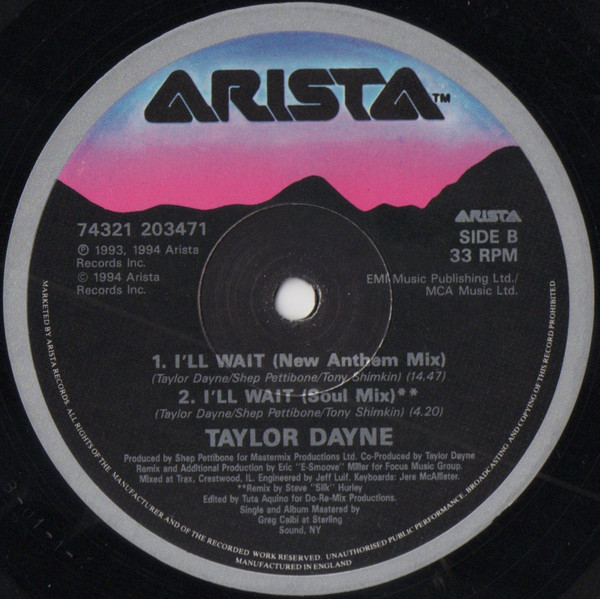 ARISTA™
74321 203471
℗ 1993, 1994 Arista
Records Inc.
© 1994 Arista
Records Inc.
ARISTA
SIDE B
33 RPM
EMI Music Publishing Ltd./
MCA Music Ltd.
1. I'LL WAIT (New Anthem Mix)
(Taylor Dayne/Shep Pettibone/Tony Shimkin) (14.47)
2. I'LL WAIT (Soul Mix)**
(Taylor Dayne/Shep Pettibone/Tony Shimkin) (4.20)
TAYLOR DAYNE
Produced by Shep Pettibone for Mastermix Productions Ltd. Co-Produced by Taylor Dayne
Remix and Additional Production by Eric "E-Smoove" Miller for Focus Music Group.
Mixed at Trax, Crestwood, IL. Engineered by Jeff Luif. Keyboards: Jere McAllister.
**Remix by Steve "Silk" Hurley
Edited by Tuta Aquino for Do-Re-Mix Productions.
Single and Album Mastered by
Greg Calbi at Sterling
Sound, NY
MARKETED BY ARISTA RECORDS. ALL RIGHTS OF THE MANUFACTURER AND OF THE RECORDED WORK RESERVED. UNAUTHORISED PUBLIC PERFORMANCE, BROADCASTING AND COPYING OF THIS RECORD PROHIBITED
MANUFACTURED IN ENGLAND